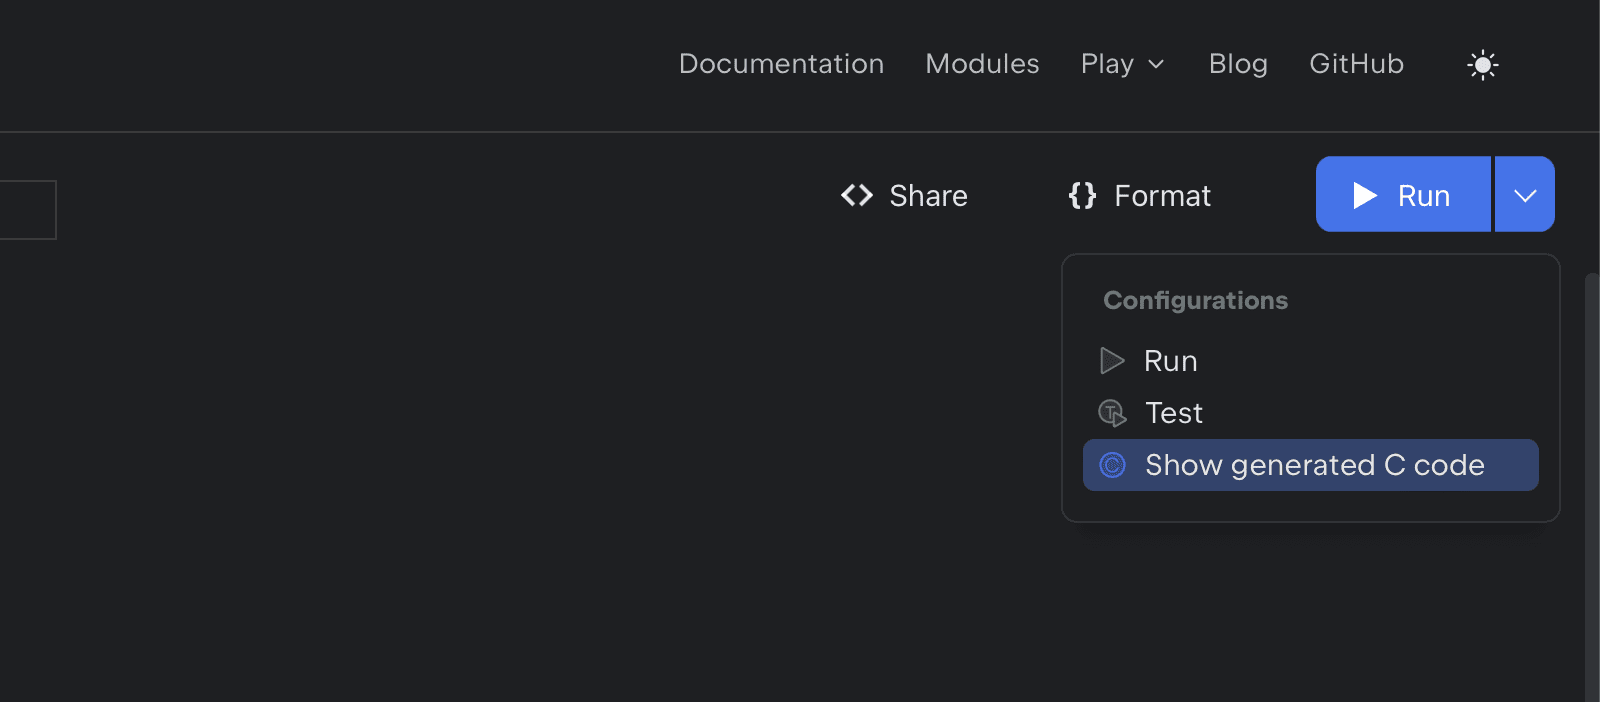 Documentation Modules Play Blog GitHub
Share Format Run
Configurations
Run
Test
Show generated C code